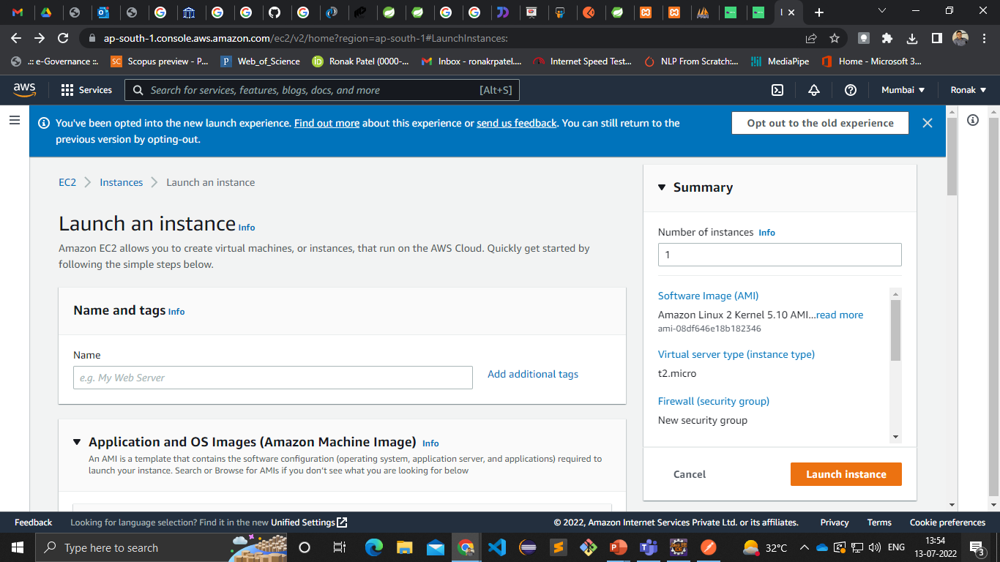 ap-south-1.console.aws.amazon.com/ec2/v2/home?region=ap-south-1#LaunchInstances:
.:: e-Governance ::.
SC Scopus preview - P...
P Web_of_Science
iD Ronak Patel (0000-...
Inbox - ronakrpatel....
Internet Speed Test...
NLP From Scratch:...
MediaPipe
Home - Microsoft 3...
aws
Services
Search for services, features, blogs, docs, and more [Alt+S]
Mumbai
Ronak
You've been opted into the new launch experience. Find out more about this experience or send us feedback. You can still return to the
previous version by opting-out.
Opt out to the old experience
EC2
Instances
Launch an instance
Launch an instance Info
Amazon EC2 allows you to create virtual machines, or instances, that run on the AWS Cloud. Quickly get started by
following the simple steps below.
Name and tags Info
Name
e.g. My Web Server
Add additional tags
Application and OS Images (Amazon Machine Image) Info
An AMI is a template that contains the software configuration (operating system, application server, and applications) required to
launch your instance. Search or Browse for AMIs if you don't see what you are looking for below
Summary
Number of instances Info
1
Software Image (AMI)
Amazon Linux 2 Kernel 5.10 AMI...read more
ami-08df646e18b182346
Virtual server type (instance type)
t2.micro
Firewall (security group)
New security group
Cancel
Launch instance
Feedback
Looking for language selection? Find it in the new Unified Settings
© 2022, Amazon Internet Services Private Ltd. or its affiliates.
Privacy
Terms
Cookie preferences
Type here to search
32°C
ENG
13:54
13-07-2022
3